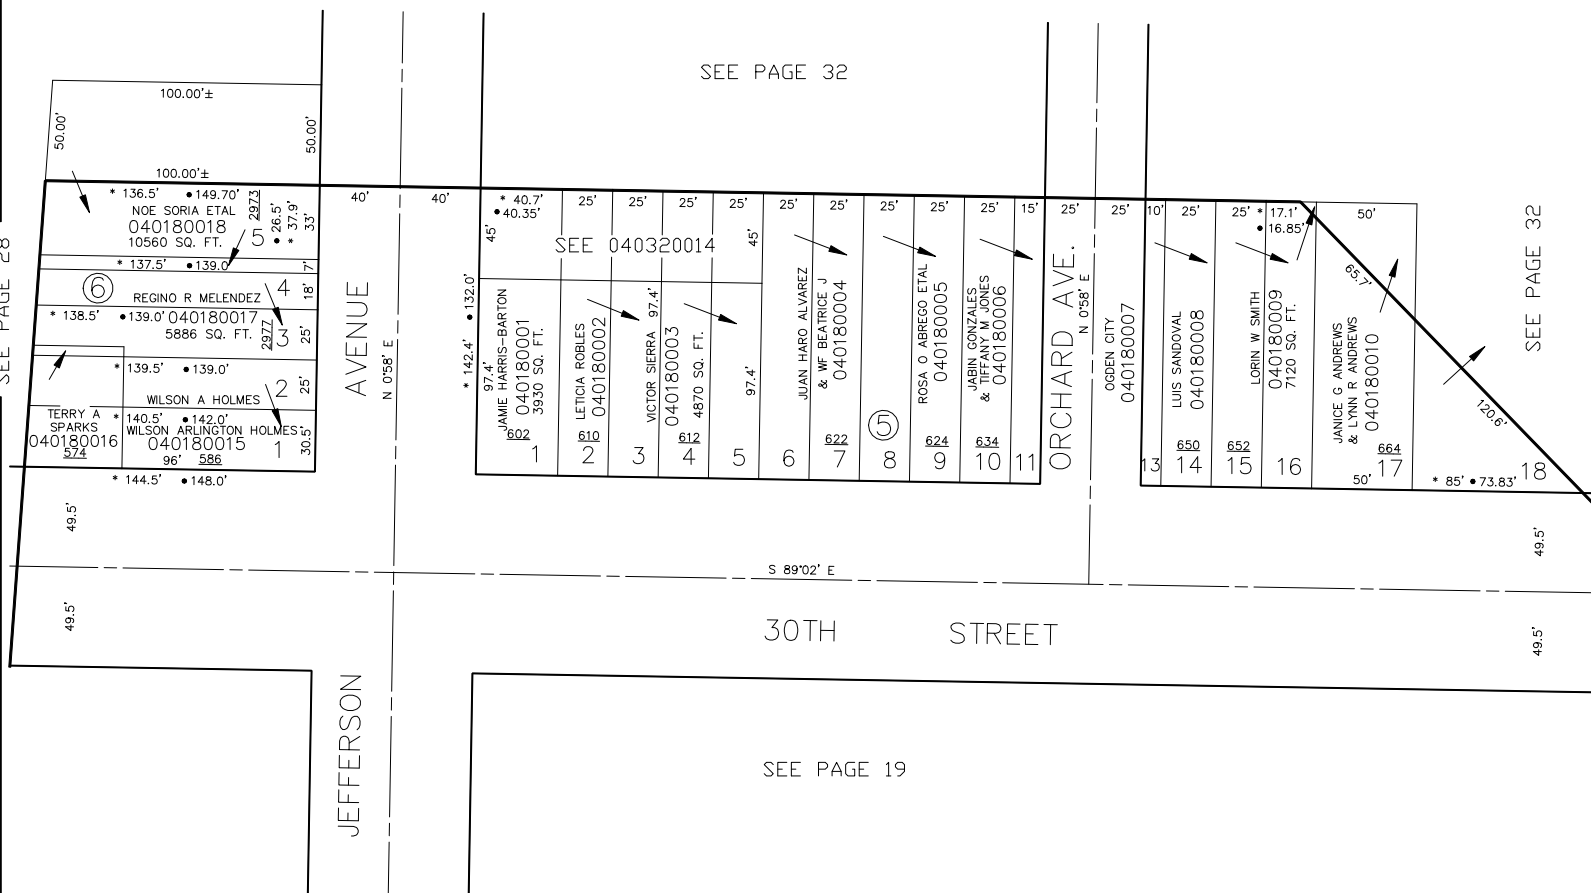 SEE PAGE 32
100.00'±
50.00'
50.00'
100.00'±
* 136.5' •149.70'
NOE SORIA ETAL
040180018
10560 SQ. FT.
2973
5
• 26.5'
* 37.9'
33'
* 137.5' •139.0'
7'
6
REGINO R MELENDEZ
4
18'
* 138.5' •139.0' 040180017
5886 SQ. FT.
2977
3
25'
* 139.5' •139.0'
WILSON A HOLMES
2
25'
TERRY A
SPARKS
040180016
574
* 140.5' •142.0'
WILSON ARLINGTON HOLMES
040180015
96' 586
1
30.5'
* 144.5' •148.0'
SEE PAGE 28
49.5'
49.5'
40'
40'
JEFFERSON
AVENUE
N 0°58' E
* 40.7'
•40.35'
45'
SEE 040320014
45'
* 142.4' • 132.0'
97.4'
JAMIE HARRIS-BARTON
040180001
3930 SQ. FT.
602
1
25'
LETICIA ROBLES
040180002
610
2
25'
VICTOR SIERRA
97.4'
3
25'
040180003
4870 SQ. FT.
612
4
25'
97.4'
5
25'
JUAN HARO ALVAREZ
& WF BEATRICE J
040180004
6
25'
622
7
25'
5
8
25'
ROSA O ABREGO ETAL
040180005
624
9
25'
JABIN GONZALES
& TIFFANY M JONES
040180006
634
10
15'
11
25'
25'
ORCHARD AVE.
N 0°58' E
OGDEN CITY
040180007
10'
13
25'
LUIS SANDOVAL
040180008
650
14
25'
LORIN W SMITH
652
15
* 17.1'
• 16.85'
040180009
7120 SQ. FT.
16
50'
65.7'
JANICE G ANDREWS
& LYNN R ANDREWS
040180010
664
17
50'
120.6'
* 85' • 73.83'
18
SEE PAGE 32
49.5'
49.5'
S 89°02' E
30TH STREET
SEE PAGE 19